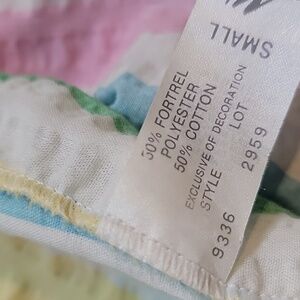 SMALL
50% FORTREL
POLYESTER
50% COTTON
EXCLUSIVE OF DECORATION
STYLE LOT
9336 2959